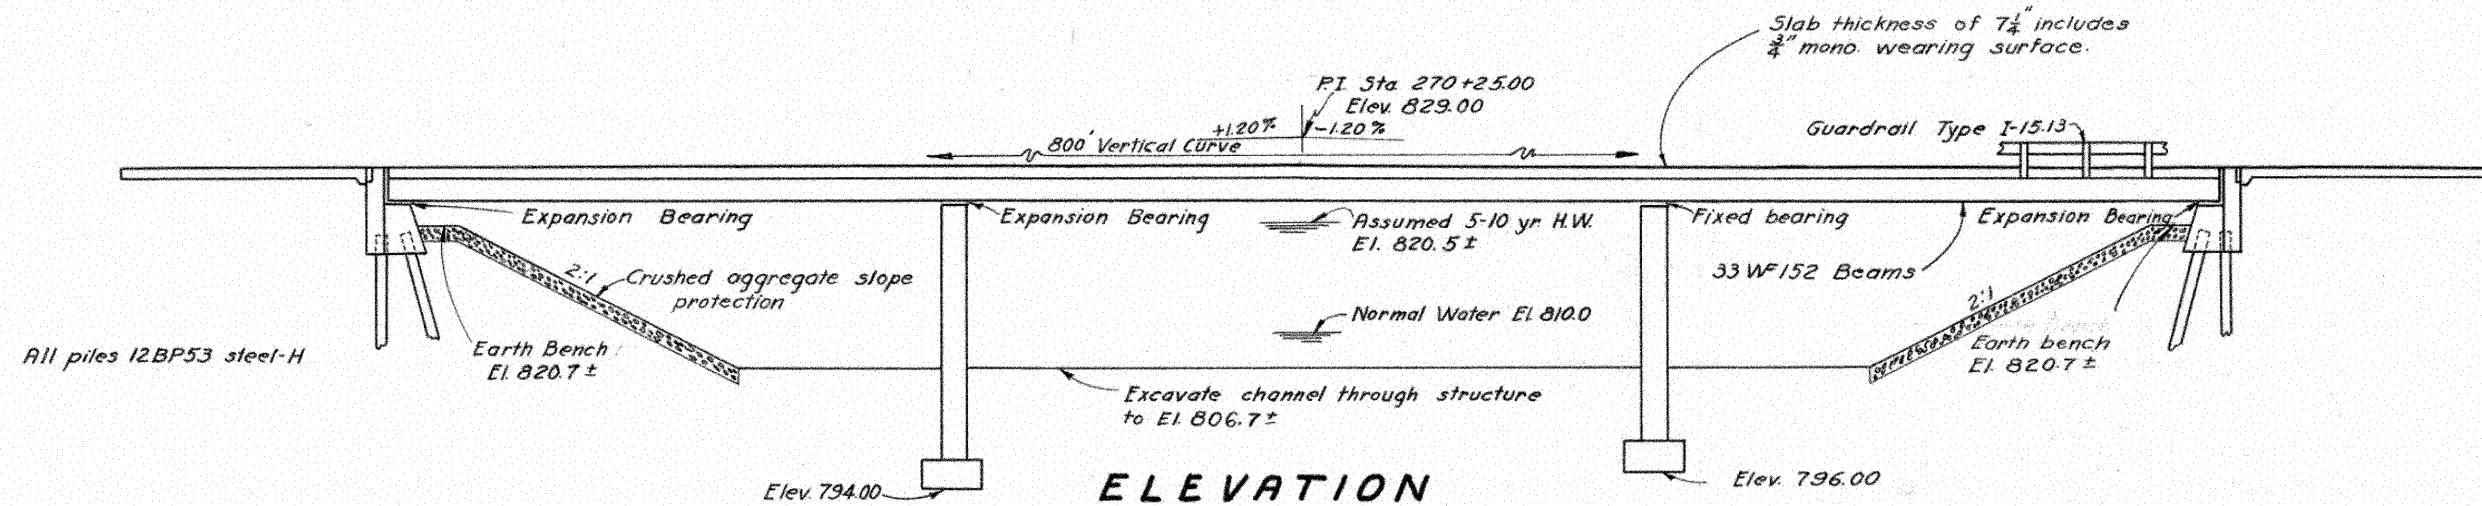 Slab thickness of 7 1/4" includes
3/4" mono. wearing surface.
P.I. Sta 270+25.00
Elev. 829.00
+1.20% -1.20%
800' Vertical Curve
Guardrail Type I-15.13
Expansion Bearing
Expansion Bearing
Assumed 5-10 yr. H.W.
El. 820.5±
Fixed bearing
Expansion Bearing
2:1
Crushed aggregate slope
protection
33 WF 152 Beams
2:1
Normal Water El. 810.0
All piles 12BP53 steel-H
Earth Bench
El. 820.7±
Earth bench
El. 820.7±
Excavate channel through structure
to El. 806.7±
Elev. 794.00
ELEVATION
Elev. 796.00